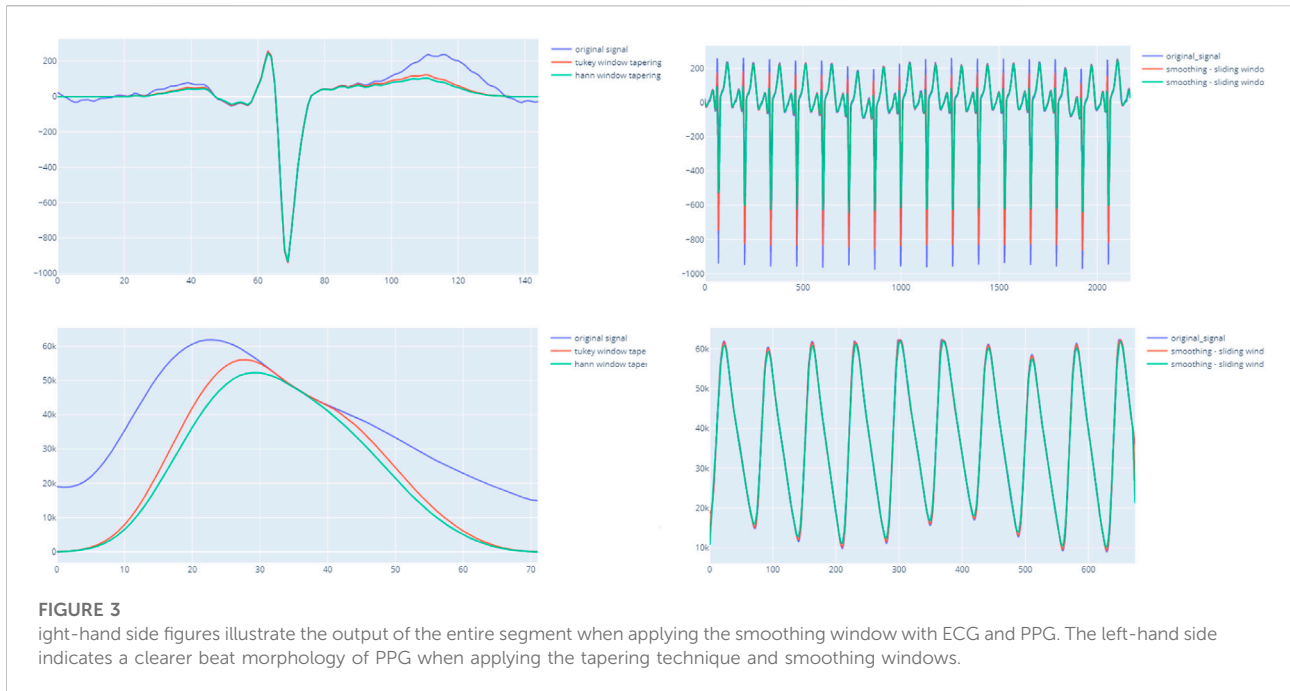 200
0
−200
−400
−600
−800
−1000
0
20
40
60
80
100
120
140
original signal
tukey window tapering
hann window tapering
200
0
−200
−400
−600
−800
−1000
0
500
1000
1500
2000
original_signal
smoothing - sliding windo
smoothing - sliding windo
60k
50k
40k
30k
20k
10k
0
0
10
20
30
40
50
60
70
original signal
tukey window tape
hann window taper
60k
50k
40k
30k
20k
10k
0
100
200
300
400
500
600
original_signal
smoothing - sliding wind
smoothing - sliding wind
FIGURE 3
ight-hand side figures illustrate the output of the entire segment when applying the smoothing window with ECG and PPG. The left-hand side
indicates a clearer beat morphology of PPG when applying the tapering technique and smoothing windows.